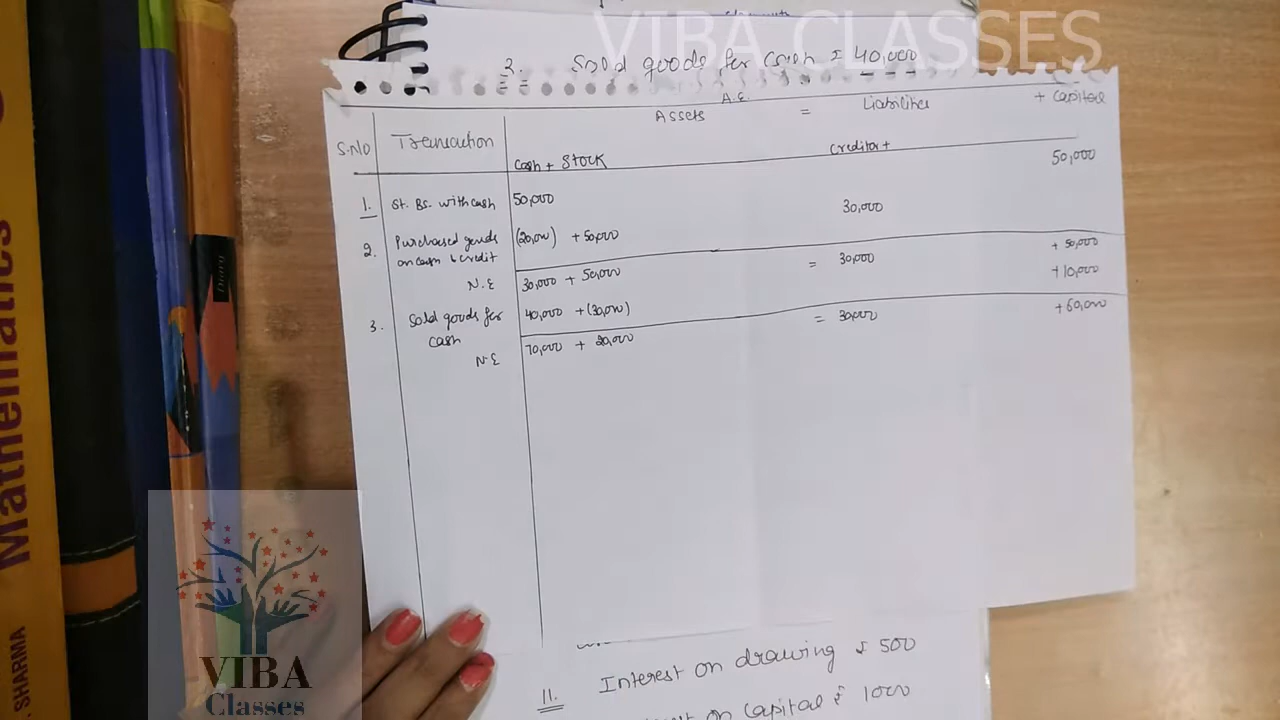 VIBA CLASSES
3. Sold goods for cash ₹ 40,000
A.E
Assets = Liabilities + Capital
S.NO Transaction
Cash + Stock Creditor +
1. St. Bs. with cash 50,000 50,000
2. Purchased goods on cash & credit (20,000) + 50,000 30,000
N.E 30,000 + 50,000 = 30,000 + 50,000
3. Sold goods for cash 40,000 + (30,000) +10,000
N.E 70,000 + 20,000 = 30,000 + 60,000
11. Interest on drawing ₹ 500
on Capital ₹ 1000
Mathematics
SHARMA
Diary
VIBA
Classes